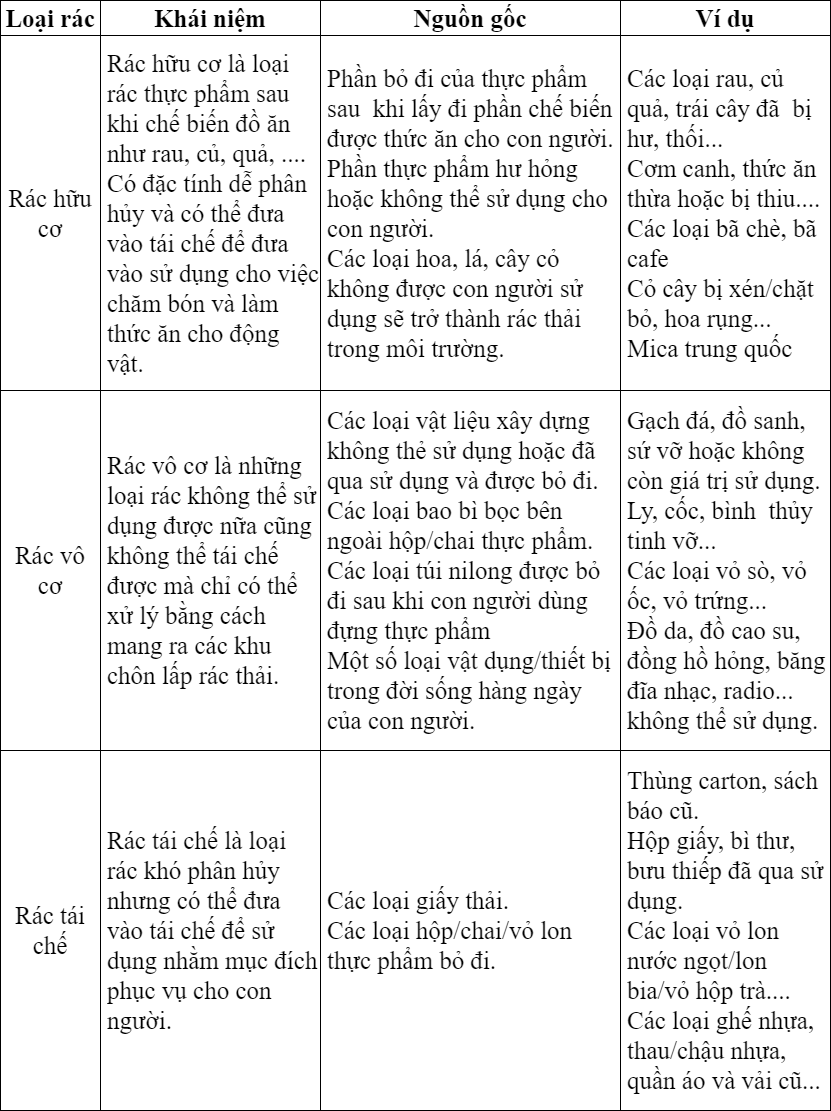 Loại rác Khái niệm Nguồn gốc Ví dụ
Rác hữu
cơ
Rác hữu cơ là loại
rác thực phẩm sau
khi chế biến đồ ăn
như rau, củ, quả, ....
Có đặc tính dễ phân
hủy và có thể đưa
vào tái chế để đưa
vào sử dụng cho việc
chăm bón và làm
thức ăn cho động
vật.
Phần bỏ đi của thực phẩm
sau khi lấy đi phần chế biến
được thức ăn cho con người.
Phần thực phẩm hư hỏng
hoặc không thể sử dụng cho
con người.
Các loại hoa, lá, cây cỏ
không được con người sử
dụng sẽ trở thành rác thải
trong môi trường.
Các loại rau, củ
quả, trái cây đã bị
hư, thối...
Cơm canh, thức ăn
thừa hoặc bị thiu....
Các loại bã chè, bã
cafe
Cỏ cây bị xén/chặt
bỏ, hoa rụng...
Mica trung quốc
Rác vô
cơ
Rác vô cơ là những
loại rác không thể sử
dụng được nữa cũng
không thể tái chế
được mà chỉ có thể
xử lý bằng cách
mang ra các khu
chôn lấp rác thải.
Các loại vật liệu xây dựng
không thẻ sử dụng hoặc đã
qua sử dụng và được bỏ đi.
Các loại bao bì bọc bên
ngoài hộp/chai thực phẩm.
Các loại túi nilong được bỏ
đi sau khi con người dùng
đựng thực phẩm
Một số loại vật dụng/thiết bị
trong đời sống hàng ngày
của con người.
Gạch đá, đồ sanh,
sứ vỡ hoặc không
còn giá trị sử dụng.
Ly, cốc, bình thủy
tinh vỡ...
Các loại vỏ sò, vỏ
ốc, vỏ trứng...
Đồ da, đồ cao su,
đồng hồ hỏng, băng
đĩa nhạc, radio...
không thể sử dụng.
Rác tái
chế
Rác tái chế là loại
rác khó phân hủy
nhưng có thể đưa
vào tái chế để sử
dụng nhằm mục đích
phục vụ cho con
người.
Các loại giấy thải.
Các loại hộp/chai/vỏ lon
thực phẩm bỏ đi.
Thùng carton, sách
báo cũ.
Hộp giấy, bì thư,
bưu thiếp đã qua sử
dụng.
Các loại vỏ lon
nước ngọt/lon
bia/vỏ hộp trà....
Các loại ghế nhựa,
thau/chậu nhựa,
quần áo và vải cũ...